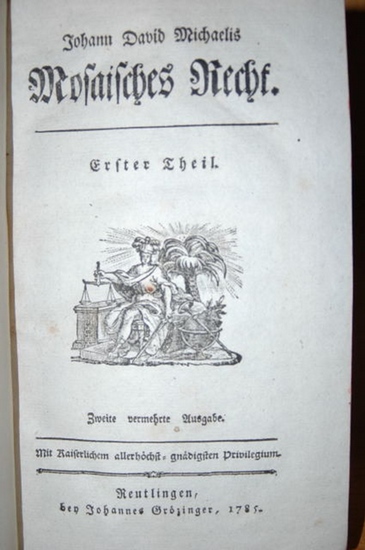 Johann David Michaelis
Mosaisches Recht.
Erster Theil.
Zweite vermehrte Ausgabe.
Mit Kaiserlichem allerhöchst-gnädigsten Privilegium.
Reutlingen,
bey Johannes Grözinger, 1785.